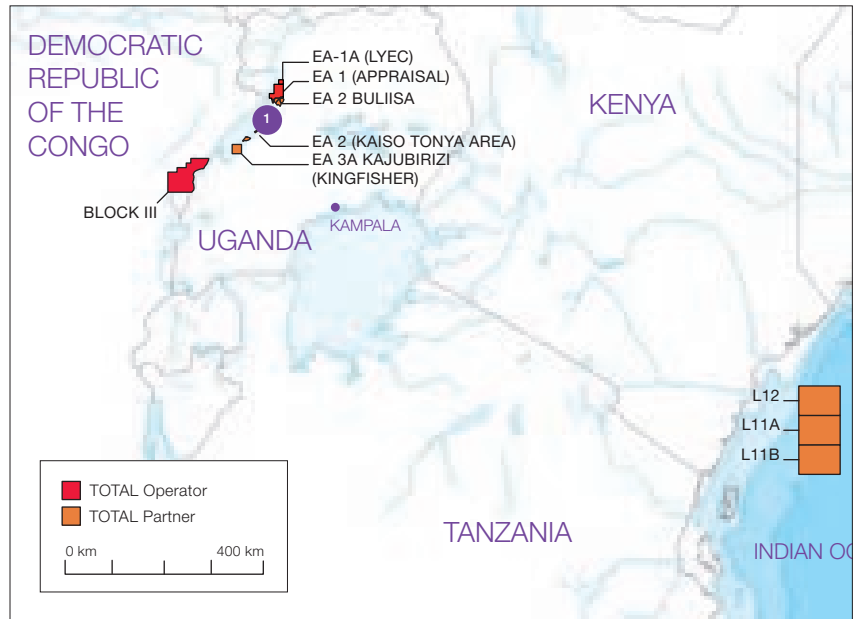 DEMOCRATIC
REPUBLIC
OF THE
CONGO
EA-1A (LYEC)
EA 1 (APPRAISAL)
EA 2 BULIISA
1
EA 2 (KAISO TONYA AREA)
EA 3A KAJUBIRIZI
(KINGFISHER)
KENYA
BLOCK III
UGANDA
KAMPALA
L12
L11A
L11B
TOTAL Operator
TOTAL Partner
0 km 400 km
TANZANIA
INDIAN OC